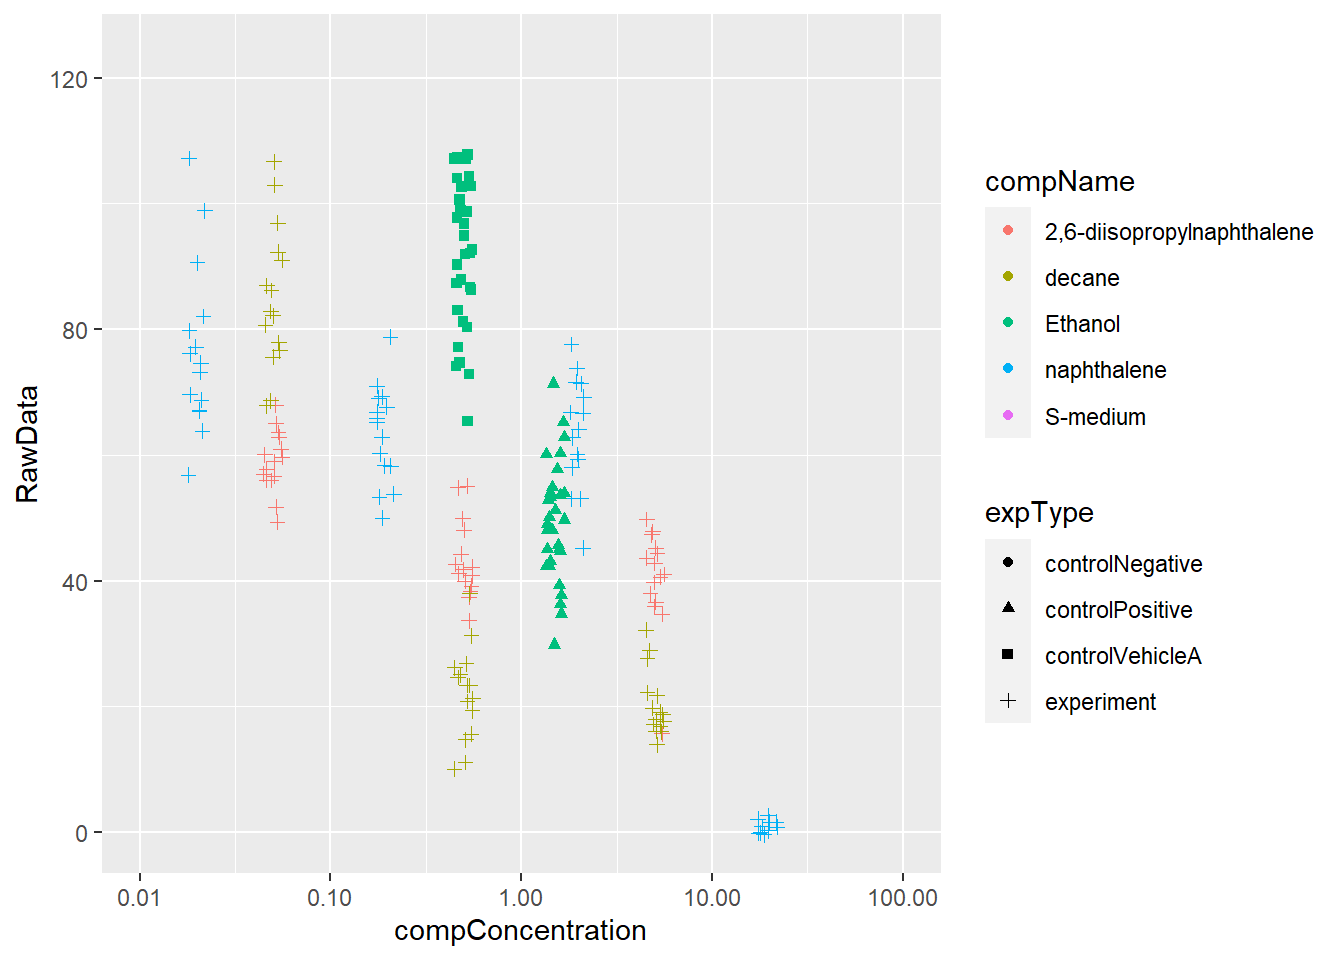 120
80
40
0
RawData
0.01
0.10
1.00
10.00
100.00
compConcentration
compName
2,6-diisopropylnaphthalene
decane
Ethanol
naphthalene
S-medium
expType
controlNegative
controlPositive
controlVehicleA
experiment